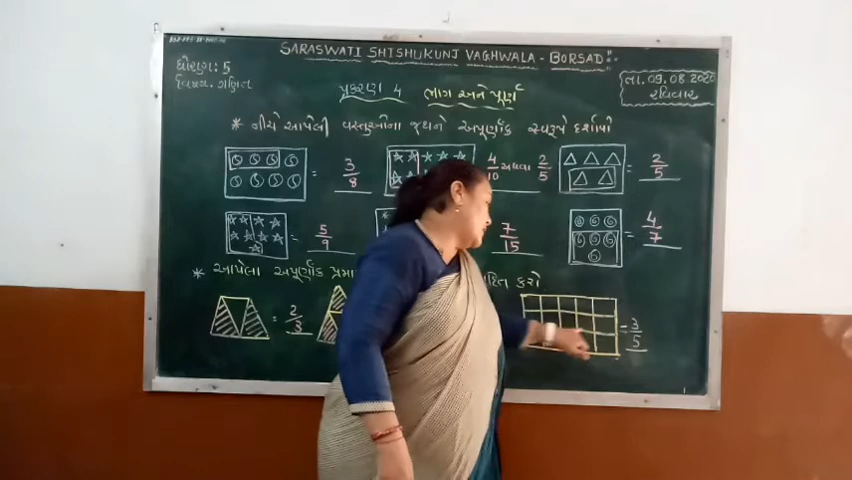 SARASWATI SHISHUKUNJ VAGHWALA - BORSAD
ધોરણ: 5
વિષય: ગણિત
તા. 09.08 2020
રવિવાર
પ્રકરણ 4 ભાગ અને પૂર્ણ
* નીચે આપેલી વસ્તુઓના જૂથને અપૂર્ણાંક સ્વરૂપે દર્શાવો
= 3/8
4/10 અથવા 2/5
= 2/5
= 5/9
7/15
= 4/7
* આપેલા અપૂર્ણાંક કરો
= 2/3
= 3/5